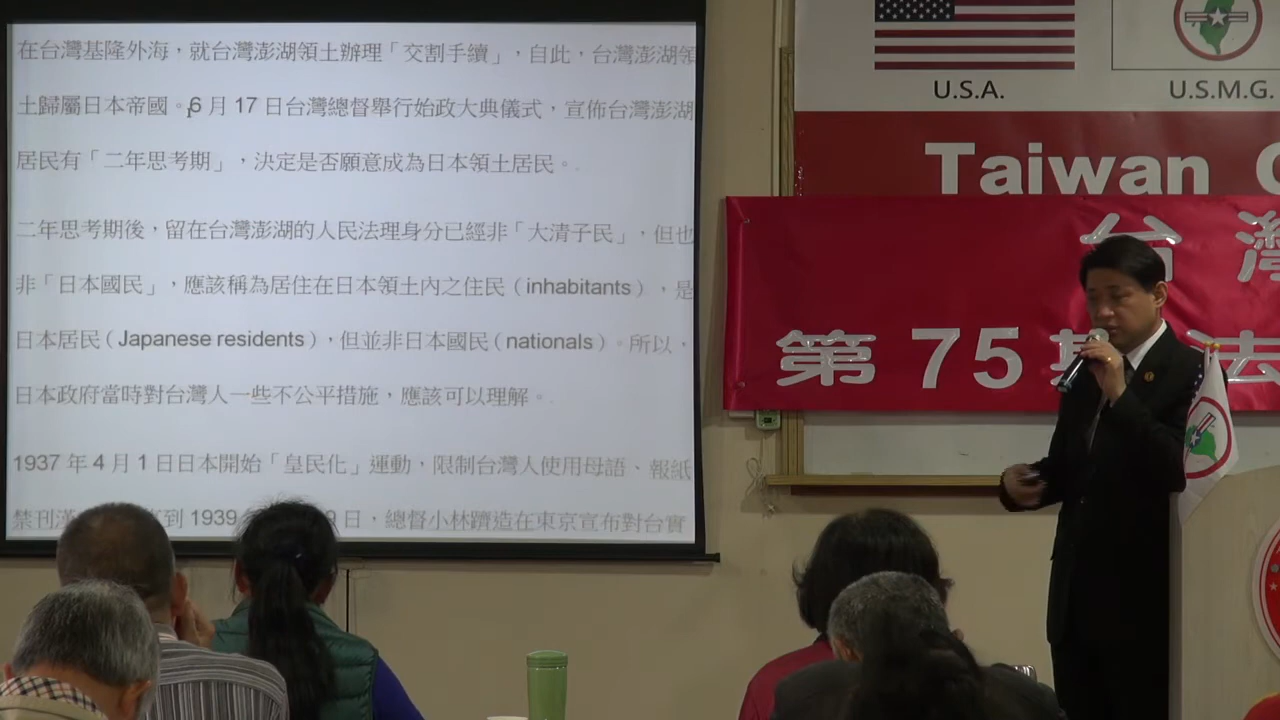 在台灣基隆外海，就台灣澎湖領土辦理「交割手續」，自此，台灣澎湖領
土歸屬日本帝國。6 月 17 日台灣總督舉行始政大典儀式，宣佈台灣澎湖
居民有「二年思考期」，決定是否願意成為日本領土居民。
二年思考期後，留在台灣澎湖的人民法理身分已經非「大清子民」，但也
非「日本國民」，應該稱為居住在日本領土內之住民（inhabitants），是
日本居民（Japanese residents），但並非日本國民（nationals）。所以，
日本政府當時對台灣人一些不公平措施，應該可以理解。
1937 年 4 月 1 日日本開始「皇民化」運動，限制台灣人使用母語、報紙
禁刊漢 到 1939 9 日，總督小林躋造在東京宣布對台實
U.S.A.
U.S.M.G.
Taiwan
台灣
第 75 期 法